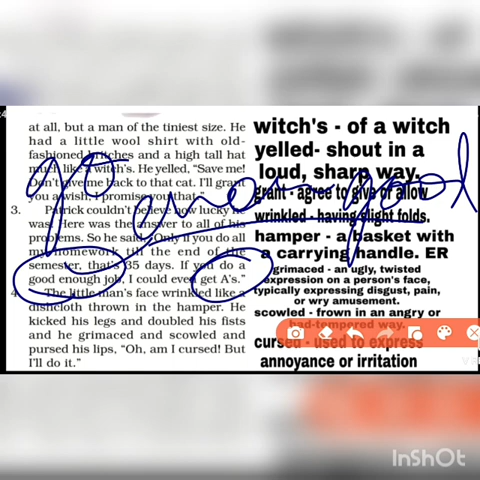 at all, but a man of the tiniest size. He
had a little wool shirt with old-
fashioned britches and a high tall hat
much like a witch's. He yelled, "Save me!
Don't give me back to that cat. I'll grant
you a wish. I promise you that."
3. Patrick couldn't believe how lucky he
was! Here was the answer to all of his
problems. So he said, "Only if you do all
my homework till the end of the
semester, that's 35 days. If you do a
good enough job, I could even get A's."
4. The little man's face wrinkled like a
dishcloth thrown in the hamper. He
kicked his legs and doubled his fists
and he grimaced and scowled and
pursed his lips, "Oh, am I cursed! But
I'll do it."
witch's - of a witch
yelled- shout in a
loud, sharp way.
grant - agree to give or allow
wrinkled - having slight folds.
hamper - a basket with
a carrying handle. ER
grimaced - an ugly, twisted
expression on a person's face,
typically expressing disgust, pain,
or wry amusement.
scowled - frown in an angry or
bad-tempered way.
cursed - used to express
annoyance or irritation
good
InShOt